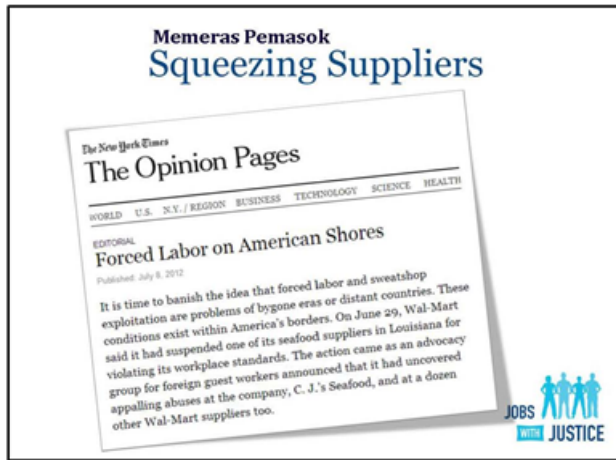 Memeras Pemasok
Squeezing Suppliers
The New York Times
The Opinion Pages
WORLD U.S. N.Y. / REGION BUSINESS TECHNOLOGY SCIENCE HEALTH
EDITORIAL
Forced Labor on American Shores
Published: July 8, 2012
It is time to banish the idea that forced labor and sweatshop
exploitation are problems of bygone eras or distant countries. These
conditions exist within America's borders. On June 29, Wal-Mart
said it had suspended one of its seafood suppliers in Louisiana for
violating its workplace standards. The action came as an advocacy
group for foreign guest workers announced that it had uncovered
appalling abuses at the company, C. J.'s Seafood, and at a dozen
other Wal-Mart suppliers too.
JOBS
WITH JUSTICE